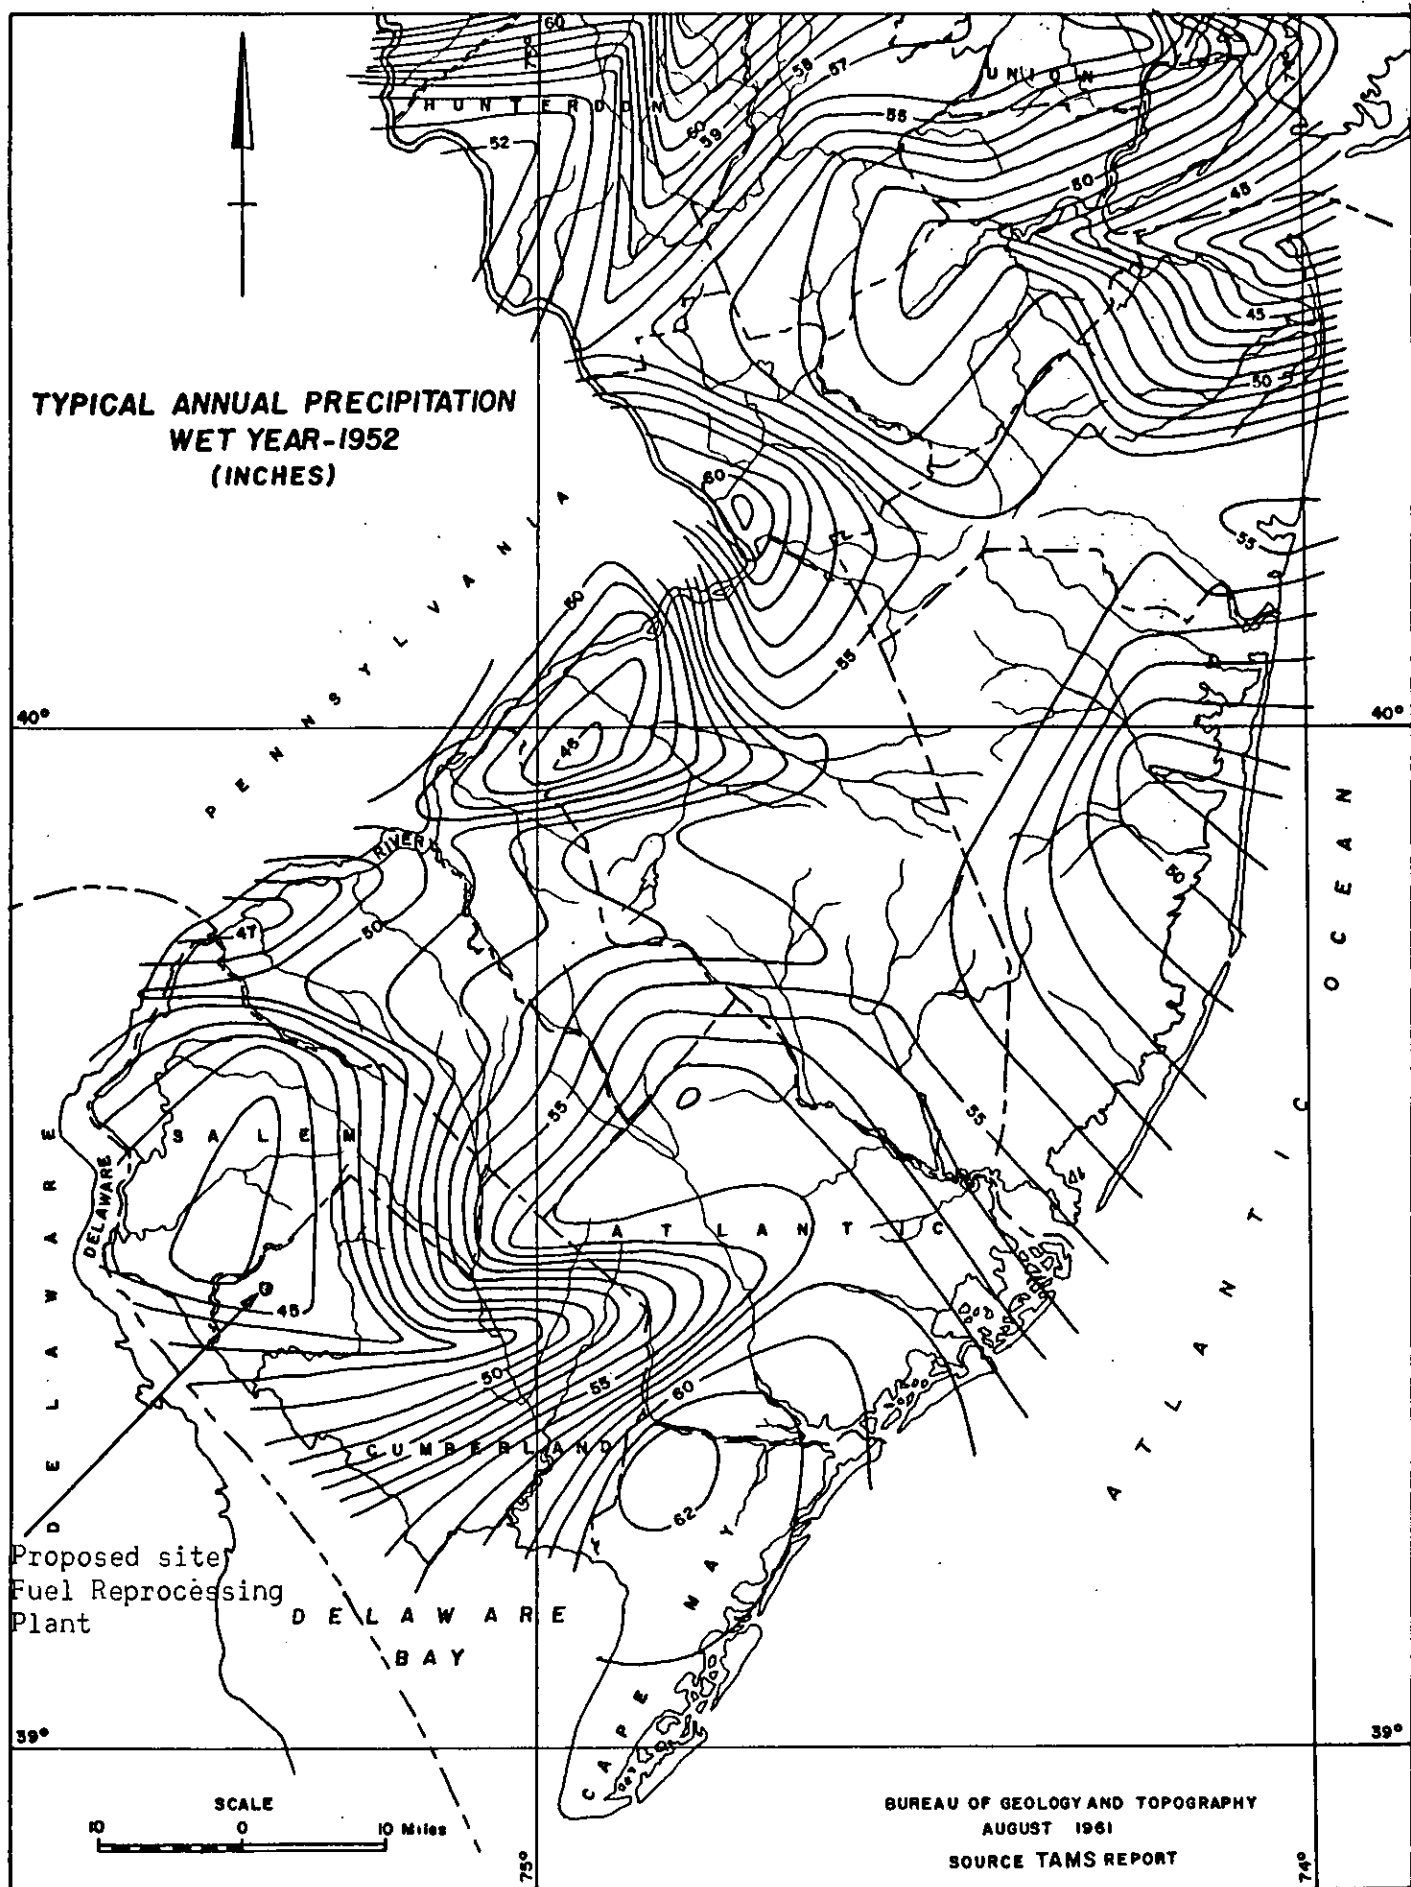 60
75°
74°
58
57
UNION
HUNTERDON
55
60
59
52
50
45
45
50
TYPICAL ANNUAL PRECIPITATION
WET YEAR-1952
(INCHES)
60
55
PENNSYLVANIA
50
55
40°
40°
46
OCEAN
RIVER
50
47
50
55
55
SALEM
DELAWARE
DELAWARE
ATLANTIC
ATLANTIC
45
50
55
60
CUMBERLAND
62
Proposed site
Fuel Reprocessing
Plant
DELAWARE
BAY
CAPE MAY
39°
39°
SCALE
10 0 10 Miles
75°
74°
BUREAU OF GEOLOGY AND TOPOGRAPHY
AUGUST 1961
SOURCE TAMS REPORT